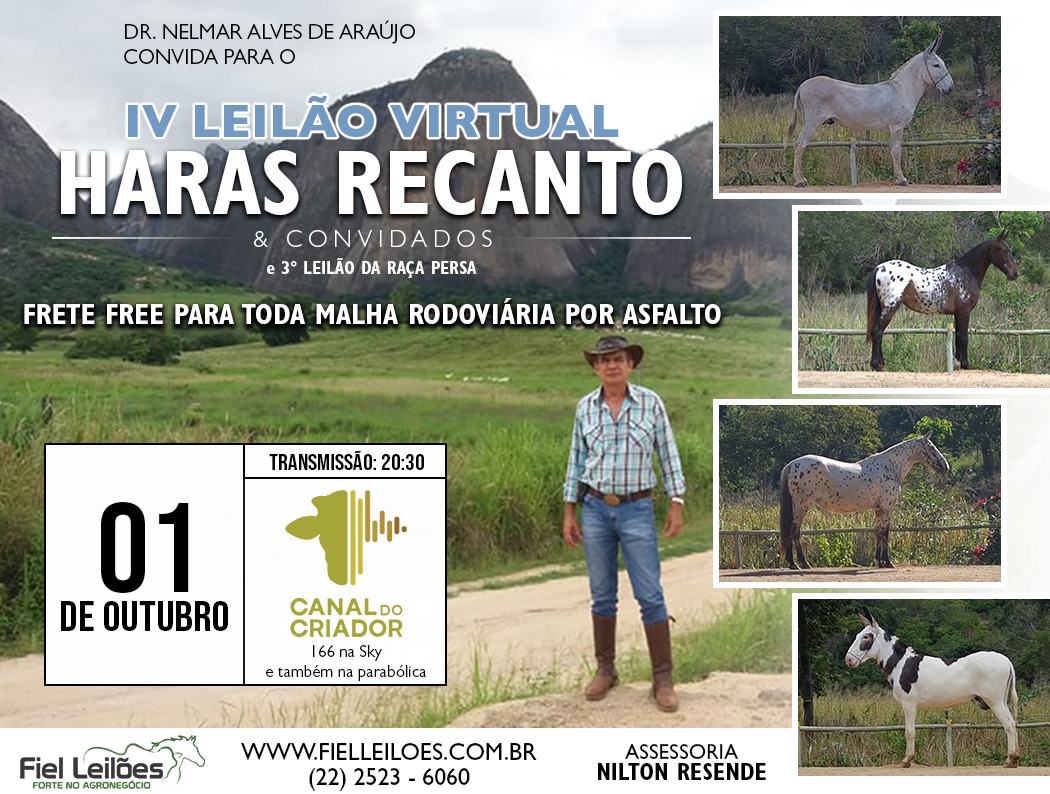 DR. NELMAR ALVES DE ARAÚJO
CONVIDA PARA O
IV LEILÃO VIRTUAL
HARAS RECANTO
& CONVIDADOS
e 3° LEILÃO DA RAÇA PERSA
FRETE FREE PARA TODA MALHA RODOVIÁRIA POR ASFALTO
01
DE OUTUBRO
TRANSMISSÃO: 20:30
CANAL DO
CRIADOR
166 na Sky
e também na parabólica
Fiel Leilões
FORTE NO AGRONEGÓCIO
WWW.FIELLEILOES.COM.BR
(22) 2523 - 6060
ASSESSORIA
NILTON RESENDE